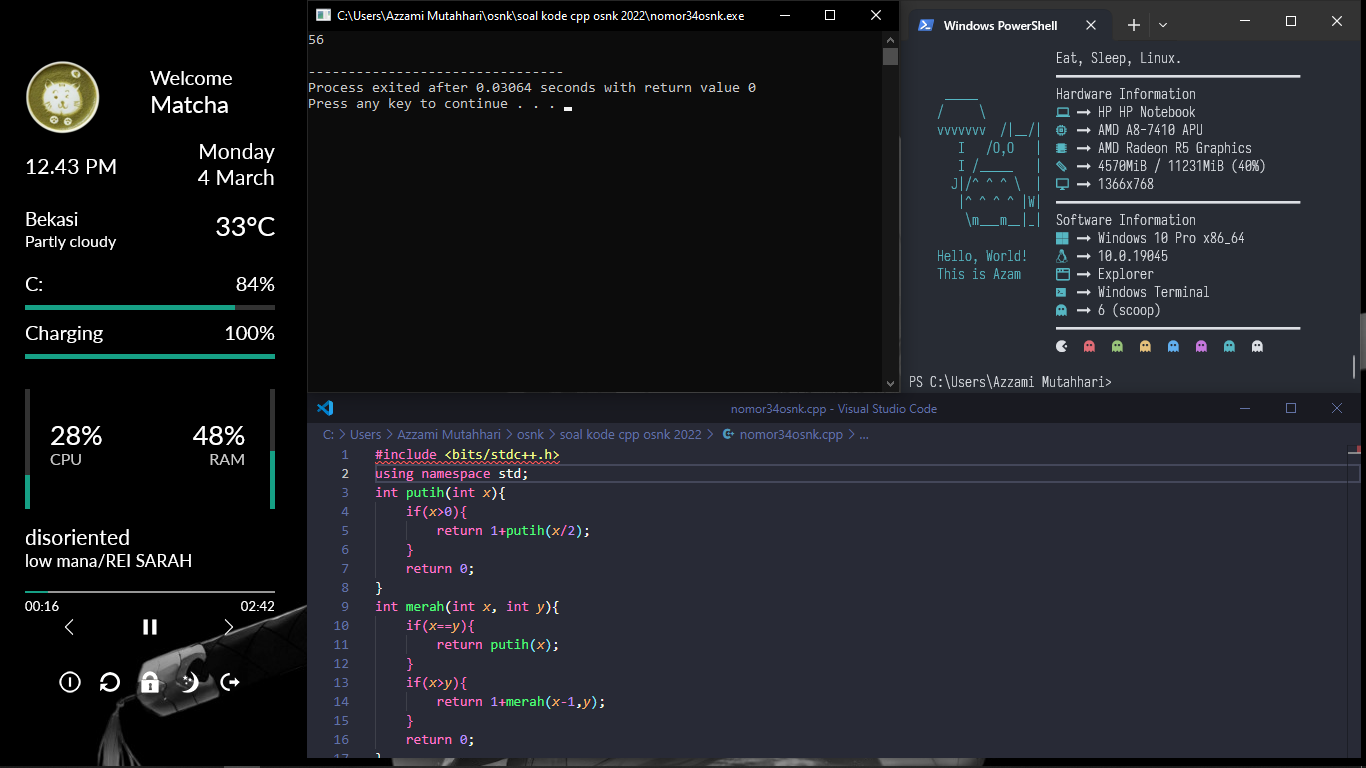 Welcome
Matcha
12.43 PM
Monday
4 March
Bekasi
Partly cloudy
33°C
C:
84%
Charging
100%
28%
CPU
48%
RAM
disoriented
low mana/REI SARAH
00:16
02:42
C:\Users\Azzami Mutahhari\osnk\soal kode cpp osnk 2022\nomor34osnk.exe
56
--------------------------------
Process exited after 0.03064 seconds with return value 0
Press any key to continue . . .
Windows PowerShell
Eat, Sleep, Linux.
Hardware Information
HP HP Notebook
AMD A8-7410 APU
AMD Radeon R5 Graphics
4570MiB / 11231MiB (40%)
1366x768
Software Information
Windows 10 Pro x86_64
10.0.19045
Explorer
Windows Terminal
6 (scoop)
Hello, World!
This is Azam
PS C:\Users\Azzami Mutahhari>
nomor34osnk.cpp - Visual Studio Code
C: > Users > Azzami Mutahhari > osnk > soal kode cpp osnk 2022 > nomor34osnk.cpp > ...
1 #include <bits/stdc++.h>
2 using namespace std;
3 int putih(int x){
4 if(x>0){
5 return 1+putih(x/2);
6 }
7 return 0;
8 }
9 int merah(int x, int y){
10 if(x==y){
11 return putih(x);
12 }
13 if(x>y){
14 return 1+merah(x-1,y);
15 }
16 return 0;
17 }